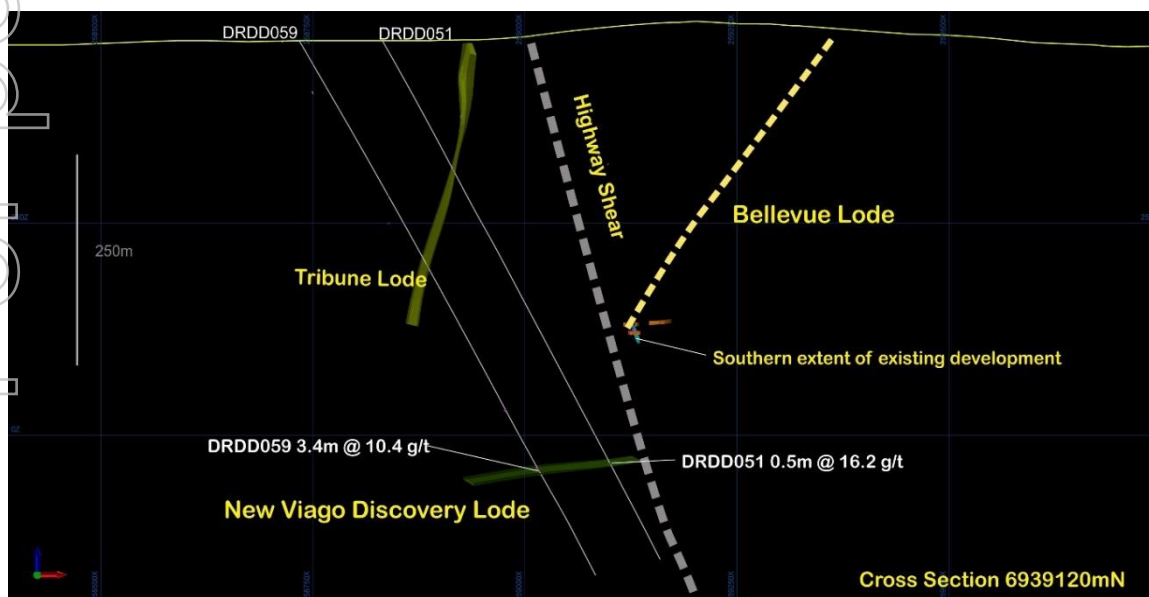 DRDD059
DRDD051
Highway Shear
Bellevue Lode
250m
Tribune Lode
Southern extent of existing development
DRDD059 3.4m @ 10.4 g/t
DRDD051 0.5m @ 16.2 g/t
New Viago Discovery Lode
Cross Section 6939120mN